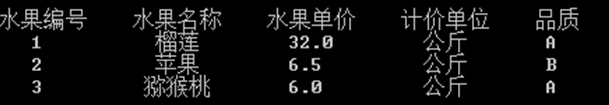 水果编号 水果名称 水果单价 计价单位 品质
1 榴莲 32.0 公斤 A
2 苹果 6.5 公斤 B
3 猕猴桃 6.0 公斤 A